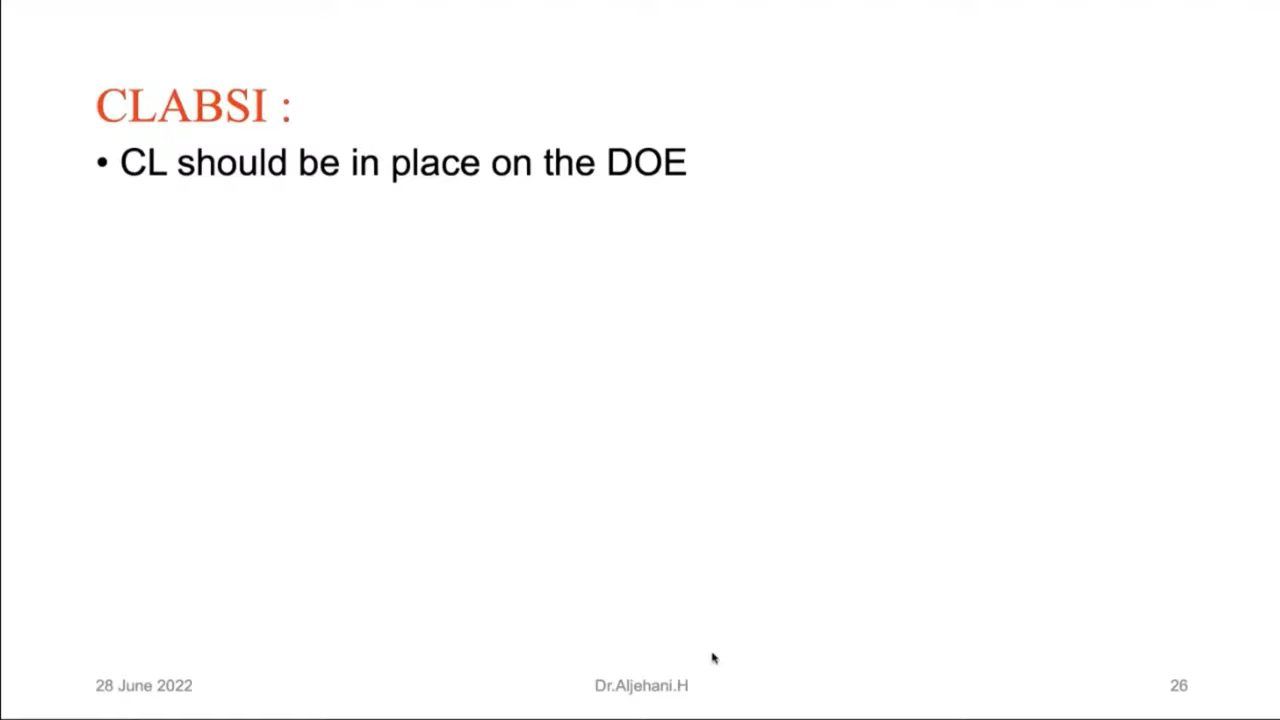 CLABSI :
• CL should be in place on the DOE
28 June 2022
Dr.Aljehani.H
26